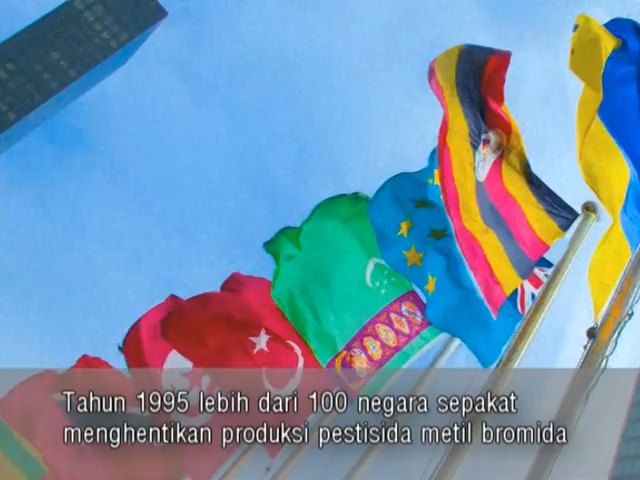 Tahun 1995 lebih dari 100 negara sepakat
menghentikan produksi pestisida metil bromida